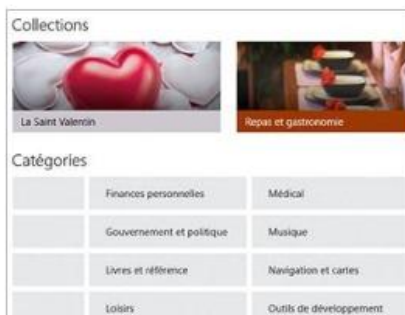 Collections
La Saint Valentin
Repas et gastronomie
Catégories
Finances personnelles
Médical
Gouvernement et politique
Musique
Livres et référence
Navigation et cartes
Loisirs
Outils de développement